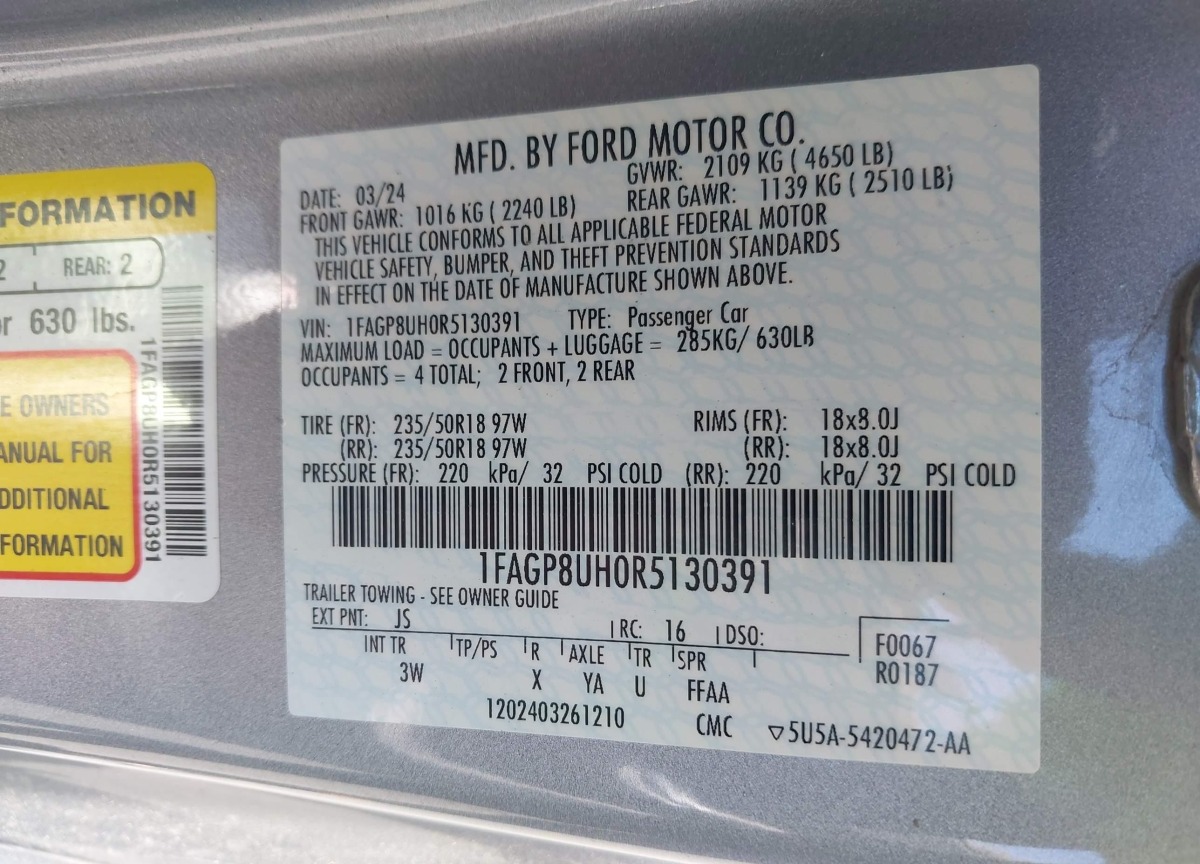 FORMATION
2 REAR: 2
r 630 lbs.
E OWNERS
ANUAL FOR
DDITIONAL
FORMATION
1FAGP8UH0R5130391
MFD. BY FORD MOTOR CO.
DATE: 03/24 GVWR: 2109 KG ( 4650 LB)
FRONT GAWR: 1016 KG ( 2240 LB) REAR GAWR: 1139 KG ( 2510 LB)
THIS VEHICLE CONFORMS TO ALL APPLICABLE FEDERAL MOTOR
VEHICLE SAFETY, BUMPER, AND THEFT PREVENTION STANDARDS
IN EFFECT ON THE DATE OF MANUFACTURE SHOWN ABOVE.
VIN: 1FAGP8UH0R5130391 TYPE: Passenger Car
MAXIMUM LOAD = OCCUPANTS + LUGGAGE = 285KG/ 630LB
OCCUPANTS = 4 TOTAL; 2 FRONT, 2 REAR
TIRE (FR): 235/50R18 97W RIMS (FR): 18x8.0J
(RR): 235/50R18 97W (RR): 18x8.0J
PRESSURE (FR): 220 kPa/ 32 PSI COLD (RR): 220 kPa/ 32 PSI COLD
1FAGP8UH0R5130391
TRAILER TOWING - SEE OWNER GUIDE
EXT PNT: JS RC: 16 DSO: F0067
INT TR TP/PS R AXLE TR SPR R0187
3W X YA U FFAA
1202403261210 CMC ▽5U5A-5420472-AA